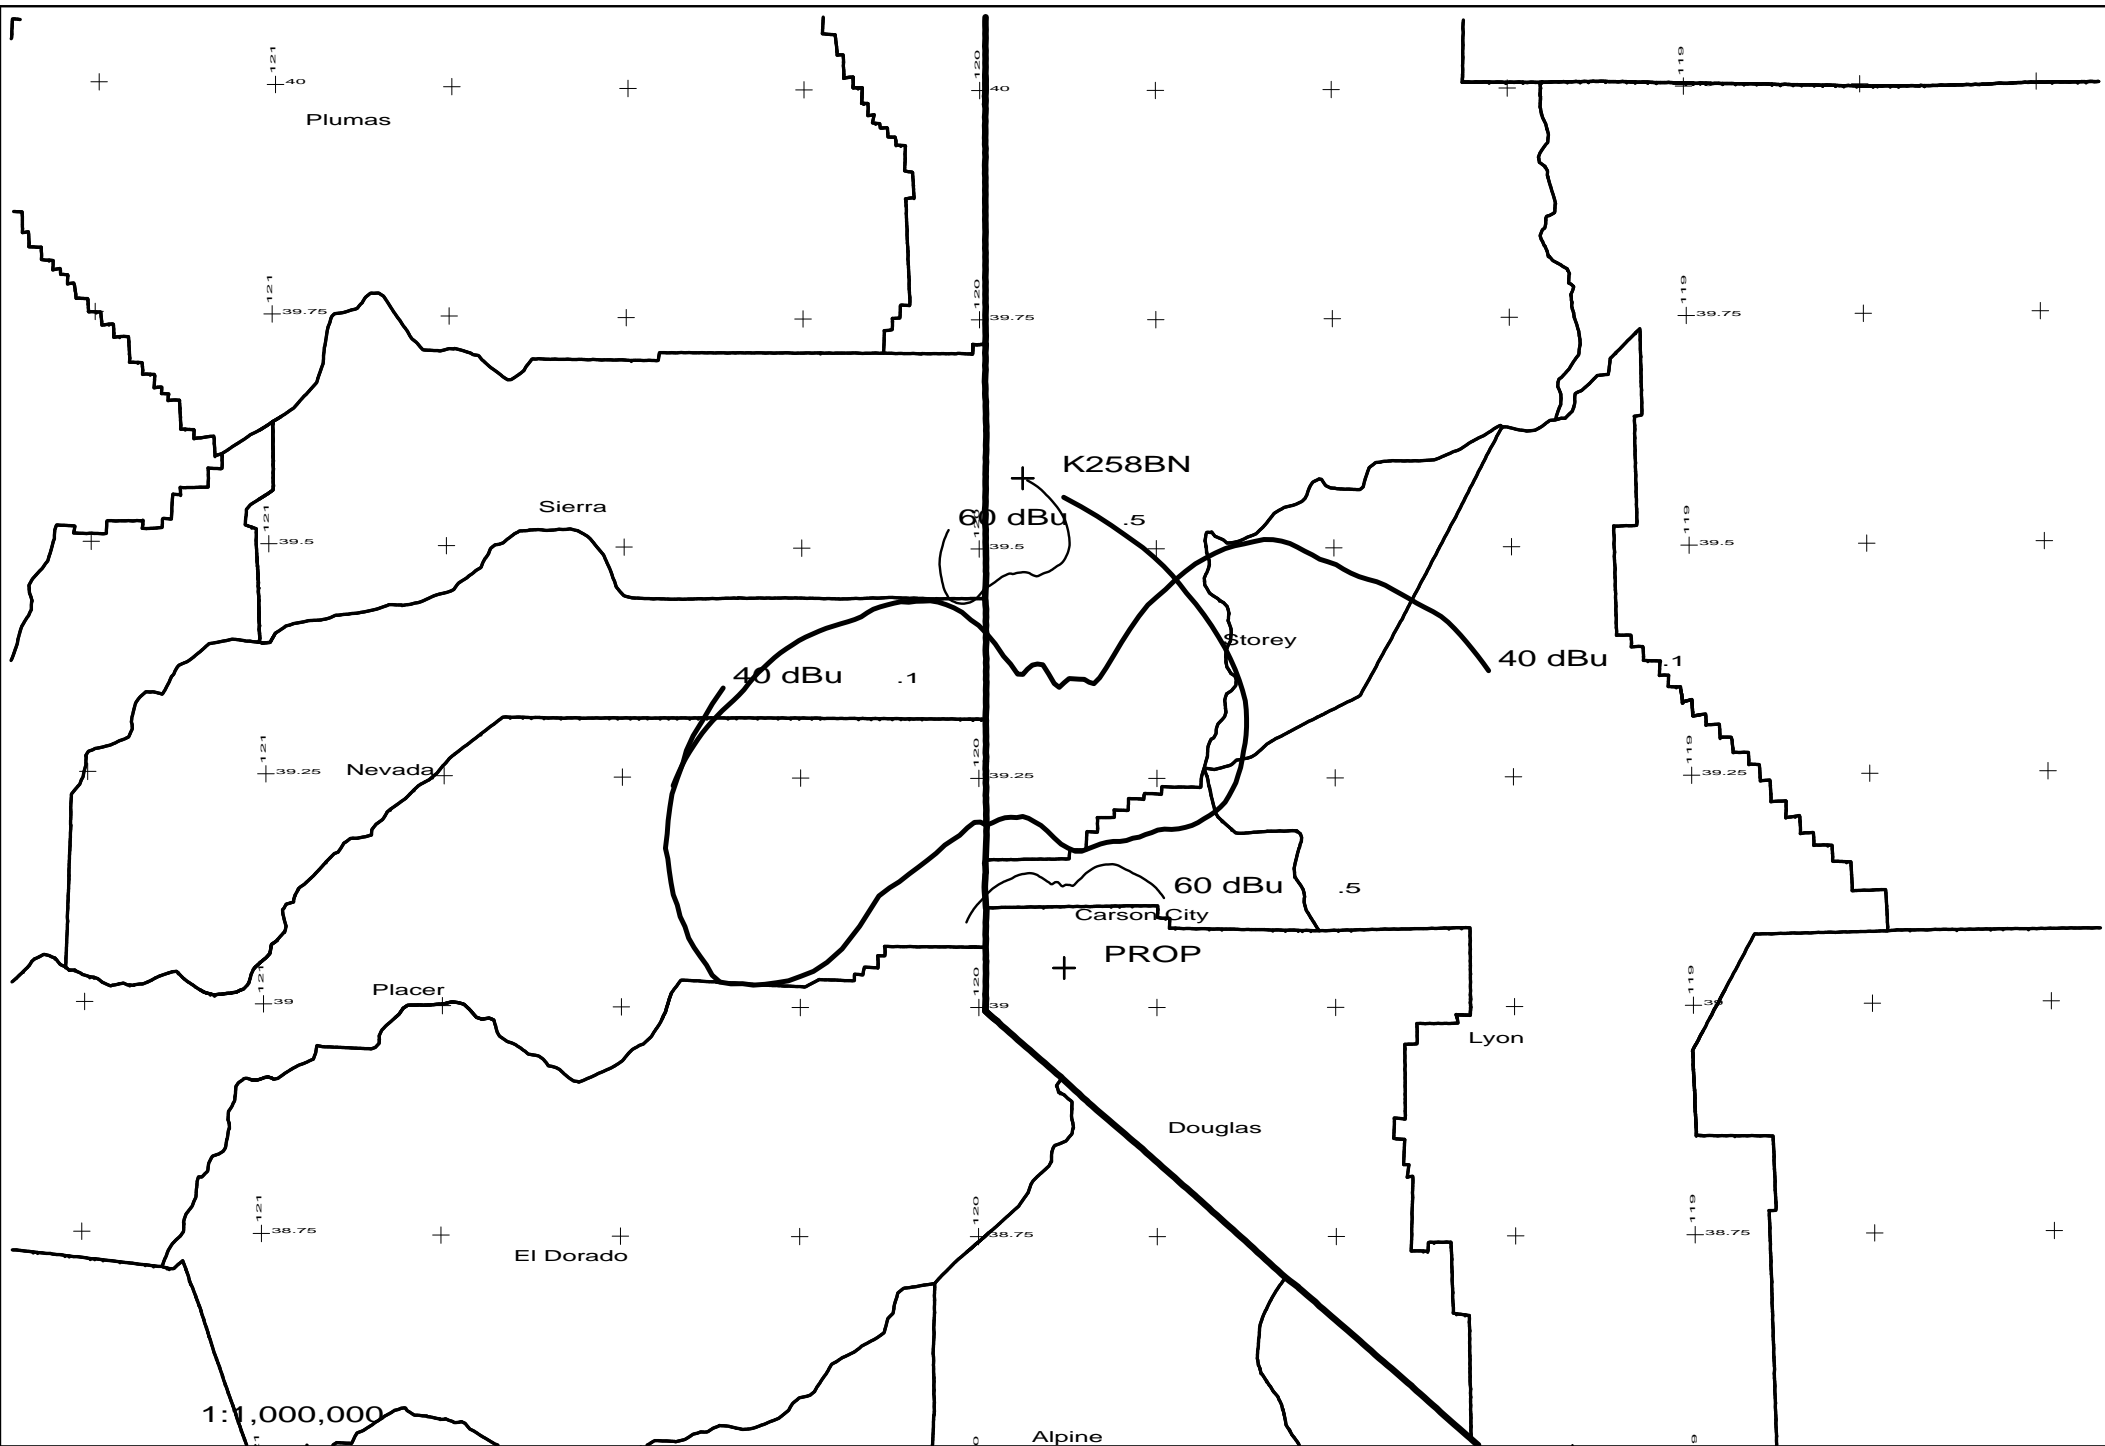 121
120
119
40
40
Plumas
121
120
119
39.75
39.75
39.75
K258BN
Sierra
60 dBu .5
121
119
39.5
39.5
39.5
Storey
40 dBu .1
40 dBu .1
121
120
119
Nevada
39.25
39.25
39.25
60 dBu .5
Carson City
PROP
121
120
119
Placer
39
39
39
Lyon
Douglas
121
120
119
38.75
38.75
38.75
El Dorado
1:1,000,000
Alpine